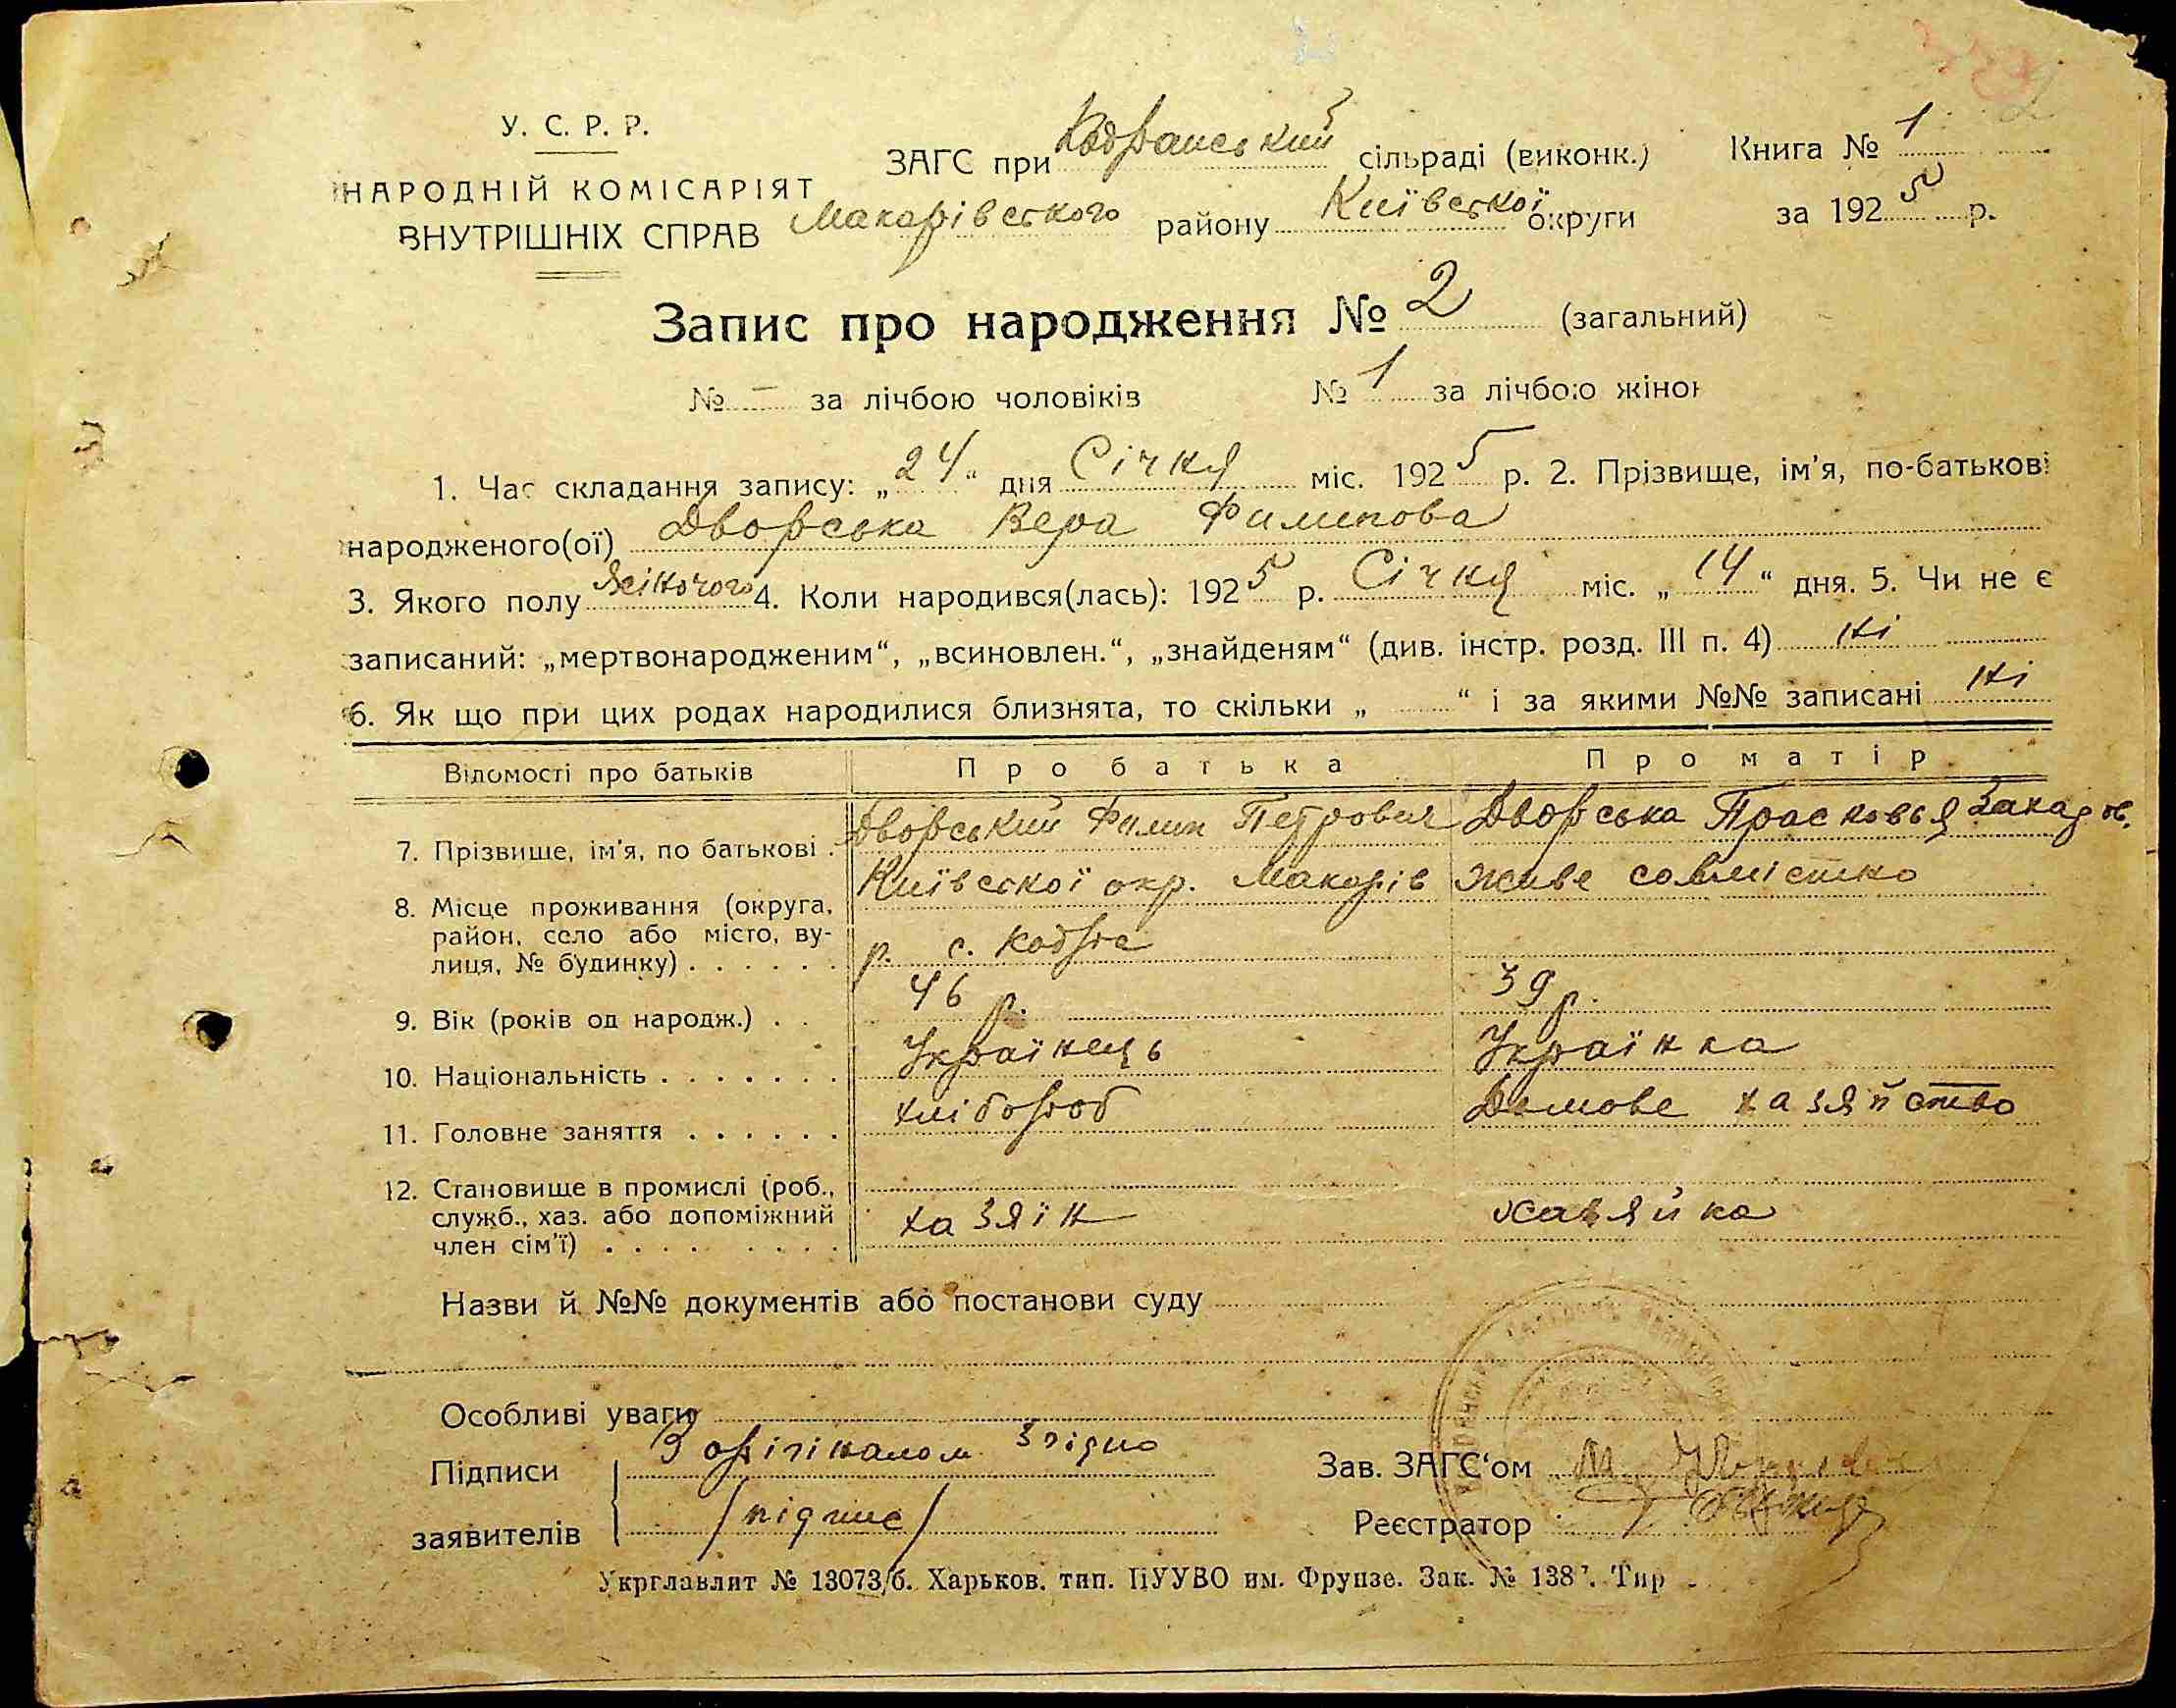 У. С. Р. Р.
НАРОДНІЙ КОМІСАРІЯТ
ВНУТРІШНІХ СПРАВ
ЗАГС при Кодранський сільраді (виконк.)
Макарівського району Київської округи
Книга № 1
за 1925 р.
Запис про народження № 2 (загальний)
№ – за лічбою чоловіків № 1 за лічбою жінок
1. Час складання запису: „24“ дня Січня міс. 1925 р. 2. Прізвище, ім'я, по-батькові
народженого(ої) Дворська Вера Филипова
3. Якого полу жіночого 4. Коли народився(лась): 1925 р. Січня міс. „14“ дня. 5. Чи не є
записаний: „мертвонародженим“, „всиновлен.“, „знайденям“ (див. інстр. розд. III п. 4) ні
6. Як що при цих родах народилися близнята, то скільки „ “ і за якими №№ записані ні
Відомості про батьків Про батька Про матір
7. Прізвище, ім'я, по батькові . Дворський Филип Петрович Дворська Прасковья Захаров.
8. Місце проживання (округа, район, село або місто, вулиця, № будинку) . . . . . . Київської окр. Макарів живе совмістно
р. с. Кодра
9. Вік (років од народж.) . . 46 р. 39 р.
10. Національність . . . . . . . Українець Українка
11. Головне заняття . . . . . . хлібороб Домове хазяйство
12. Становище в промислі (роб., служб., хаз. або допоміжний член сім'ї) . . . . . . . . хазяїн хазяйка
Назви й №№ документів або постанови суду
Особливі уваги
Підписи З орігіналом згідно
заявителів /підпис/
Зав. ЗАГС'ом
Реєстратор
Укрглавлит № 13073/б. Харьков. тип. ЦУУВО им. Фрунзе. Зак. № 138 . Тир